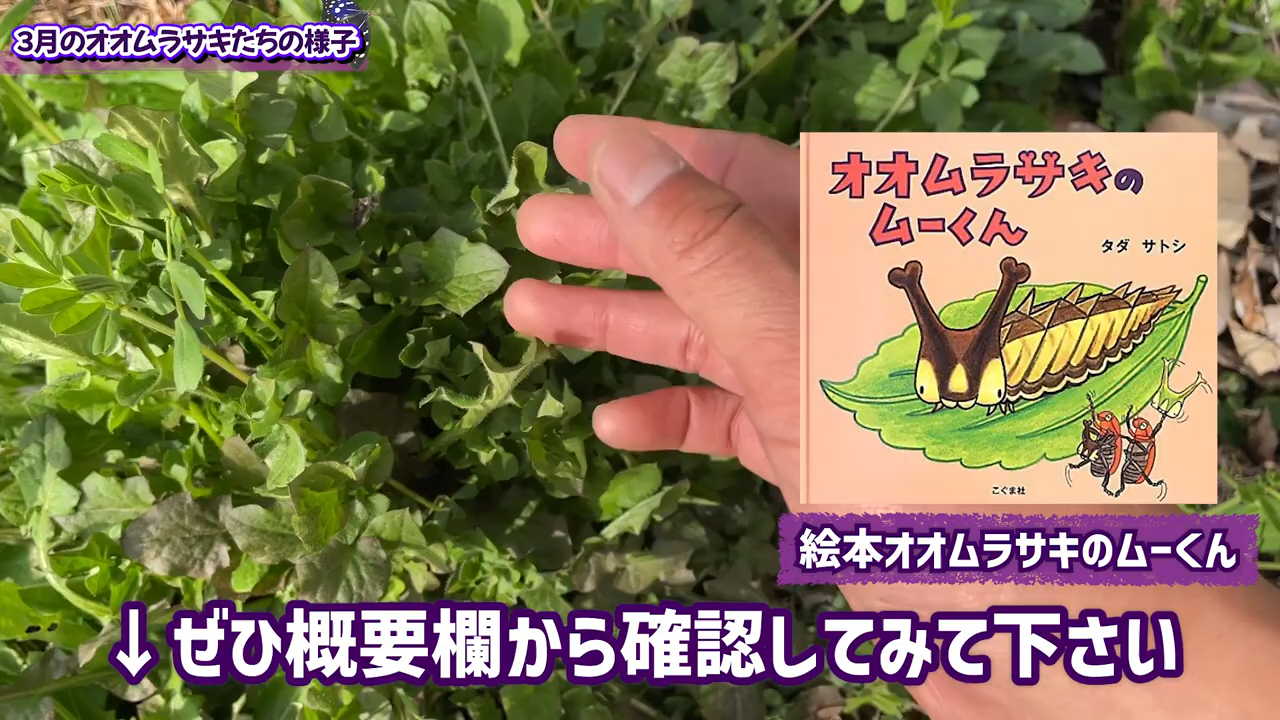 3月のオオムラサキたちの様子
オオムラサキの
ムーくん
タダ サトシ
こぐま社
絵本オオムラサキのムーくん
↓ぜひ概要欄から確認してみて下さい